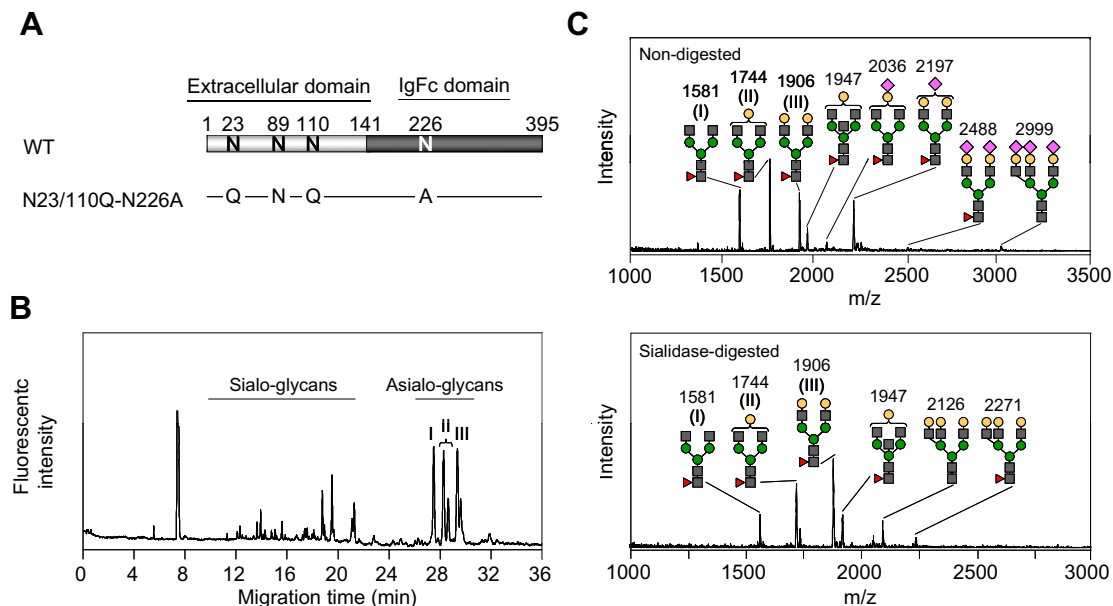 A
Extracellular domain
IgFc domain
1 23 89 110 141 226 395
WT
N N N N
N23/110Q-N226A
Q N Q A
B
Fluorescentc
intensity
Sialo-glycans
Asialo-glycans
I II III
0 4 8 12 16 20 24 28 32 36
Migration time (min)
C
Non-digested
Intensity
1581
(I)
1744
(II)
1906
(III)
1947
2036
2197
2488
2999
1000 1500 2000 2500 3000 3500
m/z
Sialidase-digested
Intensity
1581
(I)
1744
(II)
1906
(III)
1947
2126
2271
1000 1500 2000 2500 3000
m/z